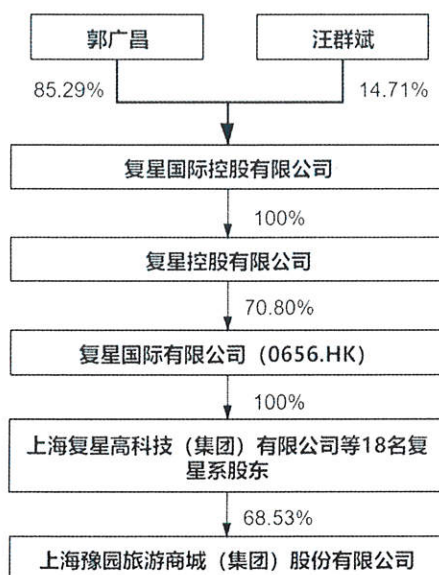 郭广昌
汪群斌
85.29%
14.71%
复星国际控股有限公司
100%
复星控股有限公司
70.80%
复星国际有限公司（0656.HK）
100%
上海复星高科技（集团）有限公司等18名复
星系股东
68.53%
上海豫园旅游商城（集团）股份有限公司